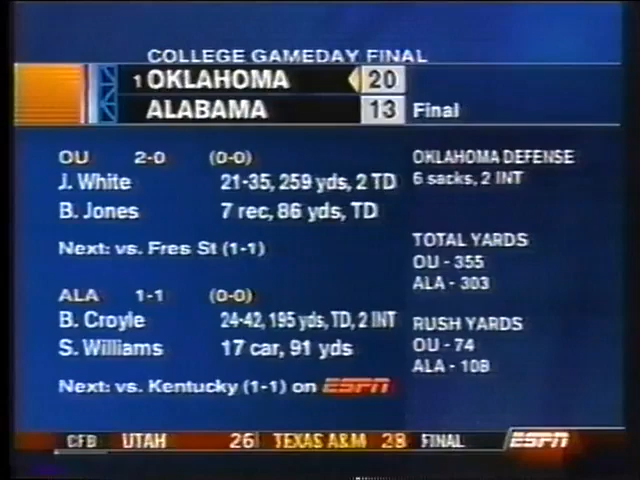 COLLEGE GAMEDAY FINAL
1 OKLAHOMA 20
ALABAMA 13 Final
OU 2-0 (0-0)
J. White 21-35, 259 yds, 2 TD
B. Jones 7 rec, 86 yds, TD
Next: vs. Fres St (1-1)
ALA 1-1 (0-0)
B. Croyle 24-42, 195 yds, TD, 2 INT
S. Williams 17 car, 91 yds
Next: vs. Kentucky (1-1) on ESPN
OKLAHOMA DEFENSE
6 sacks, 2 INT
TOTAL YARDS
OU - 355
ALA - 303
RUSH YARDS
OU - 74
ALA - 108
CFB UTAH 26 TEXAS A&M 28 FINAL ESPN